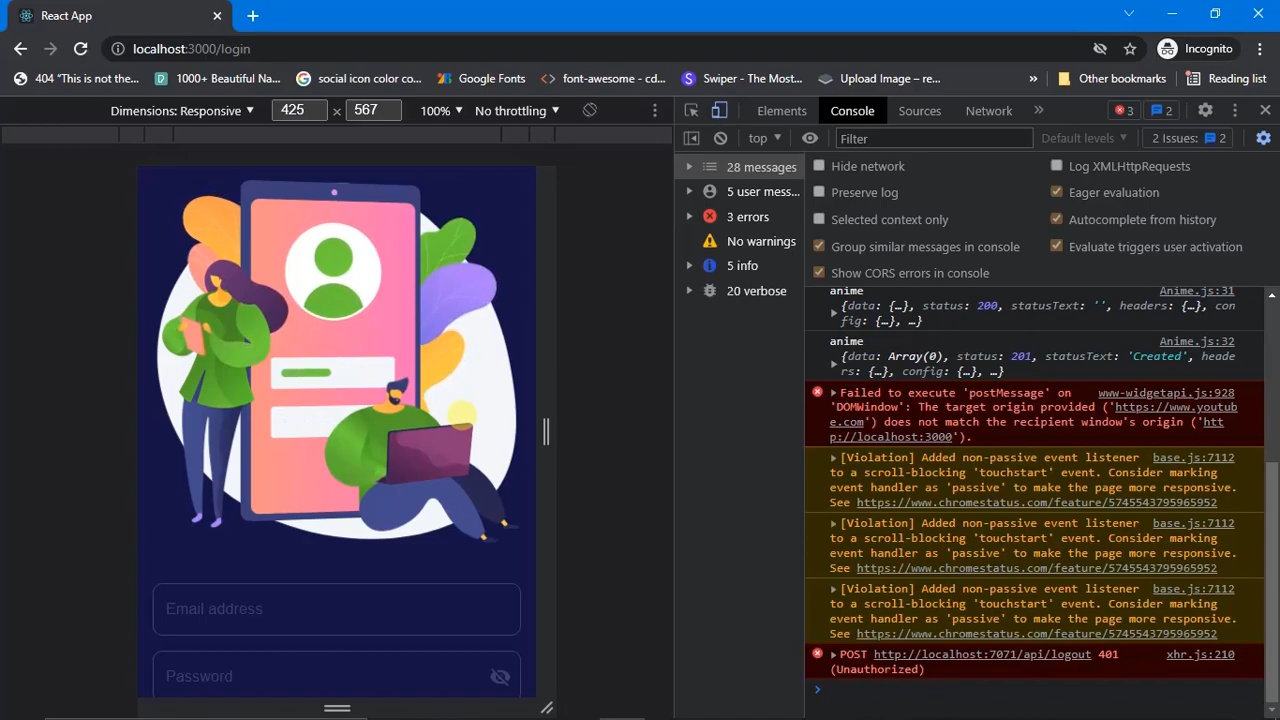 React App
localhost:3000/login
Incognito
404 "This is not the...
1000+ Beautiful Na...
social icon color co...
Google Fonts
font-awesome - cd...
Swiper - The Most...
Upload Image – re...
»
Other bookmarks
Reading list
Dimensions: Responsive
425
×
567
100%
No throttling
Elements
Console
Sources
Network
»
3
2
top
Filter
Default levels
2 Issues:
2
28 messages
5 user mess...
3 errors
No warnings
5 info
20 verbose
Hide network
Log XMLHttpRequests
Preserve log
Eager evaluation
Selected context only
Autocomplete from history
Group similar messages in console
Evaluate triggers user activation
Show CORS errors in console
anime
Anime.js:31
{data: {…}, status: 200, statusText: '', headers: {…}, con
fig: {…}, …}
anime
Anime.js:32
{data: Array(0), status: 201, statusText: 'Created', heade
rs: {…}, config: {…}, …}
Failed to execute 'postMessage' on
www-widgetapi.js:928
'DOMWindow': The target origin provided ('https://www.youtub
e.com') does not match the recipient window's origin ('htt
p://localhost:3000').
[Violation] Added non-passive event listener
base.js:7112
to a scroll-blocking 'touchstart' event. Consider marking
event handler as 'passive' to make the page more responsive.
See https://www.chromestatus.com/feature/5745543795965952
[Violation] Added non-passive event listener
base.js:7112
to a scroll-blocking 'touchstart' event. Consider marking
event handler as 'passive' to make the page more responsive.
See https://www.chromestatus.com/feature/5745543795965952
[Violation] Added non-passive event listener
base.js:7112
to a scroll-blocking 'touchstart' event. Consider marking
event handler as 'passive' to make the page more responsive.
See https://www.chromestatus.com/feature/5745543795965952
POST http://localhost:7071/api/logout 401
xhr.js:210
(Unauthorized)
Email address
Password